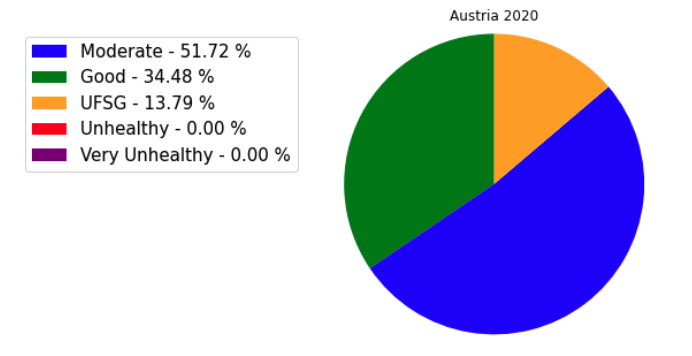 Austria 2020
Moderate - 51.72 %
Good - 34.48 %
UFSG - 13.79 %
Unhealthy - 0.00 %
Very Unhealthy - 0.00 %